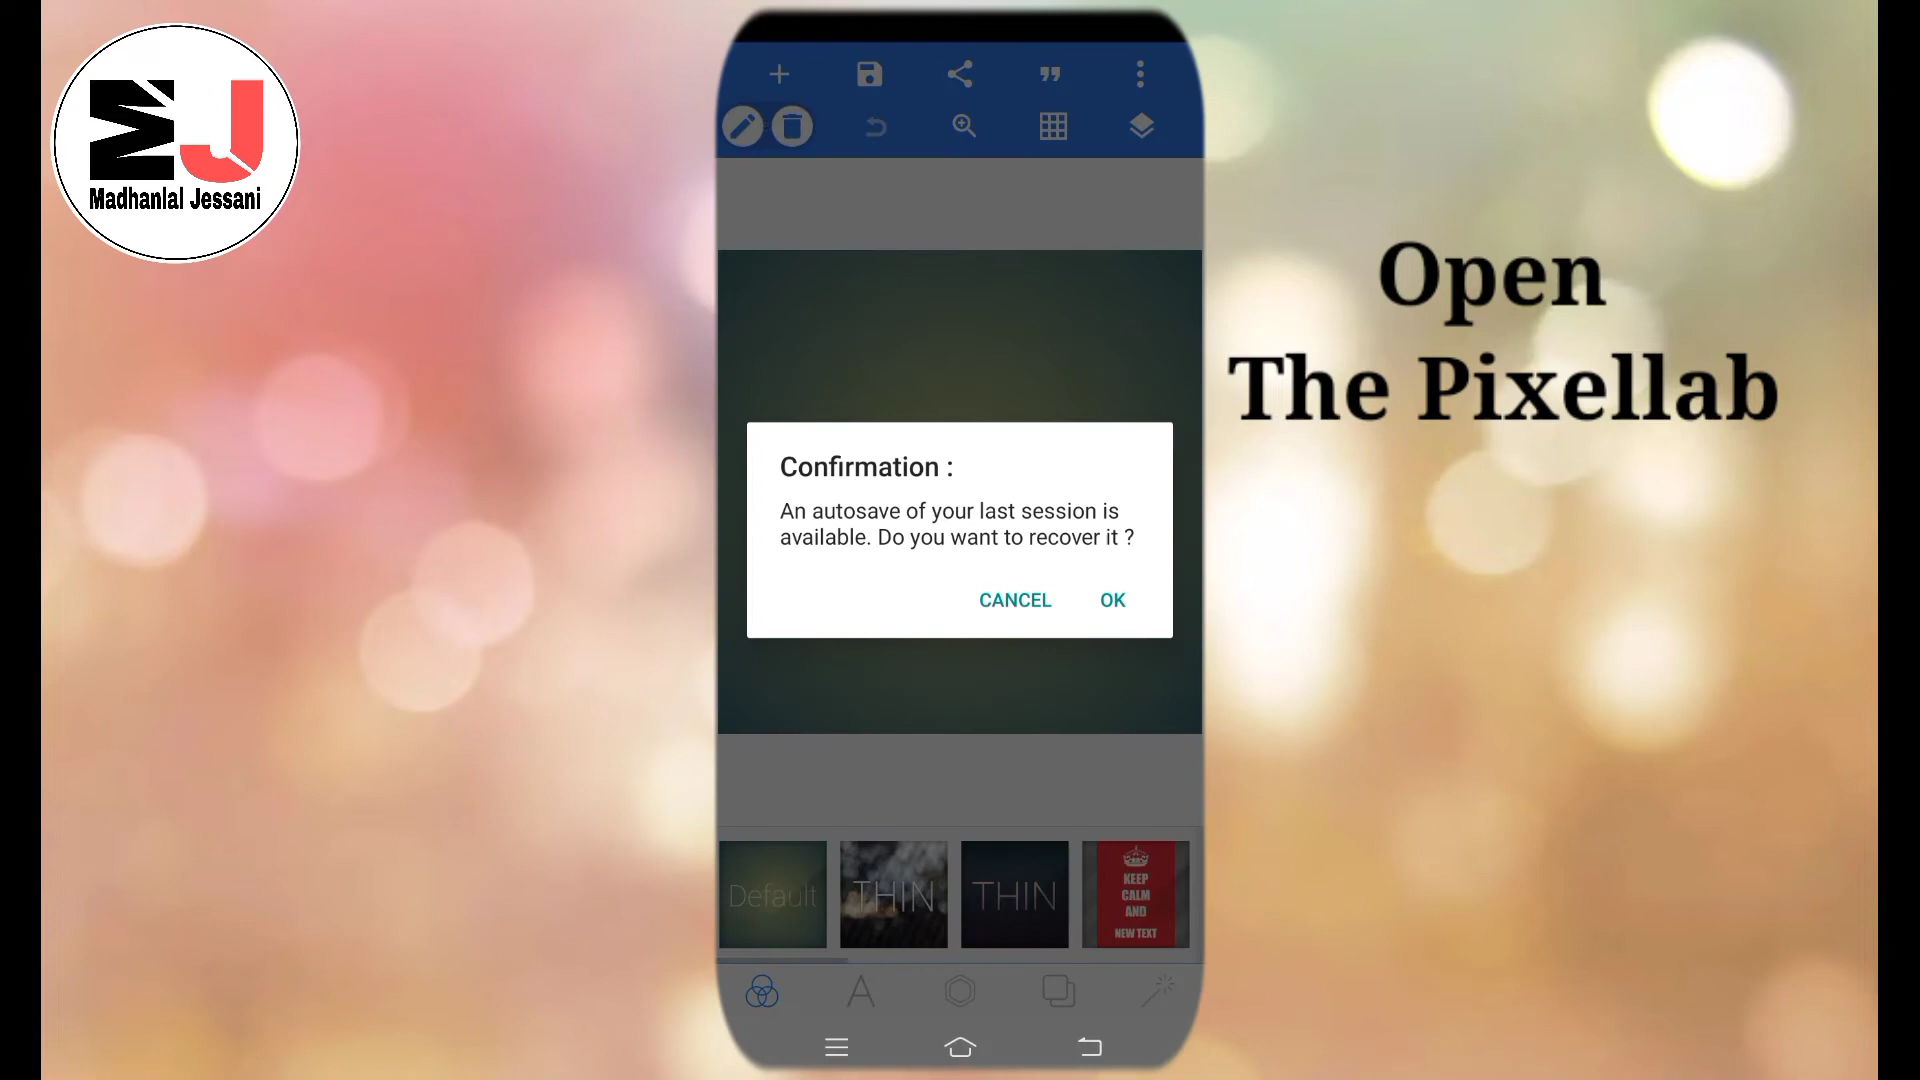 MJ
Madhanlal Jessani
Open
The Pixellab
Confirmation :
An autosave of your last session is
available. Do you want to recover it ?
CANCEL OK
Default
THIN
THIN
KEEP
CALM
AND
NEW TEXT